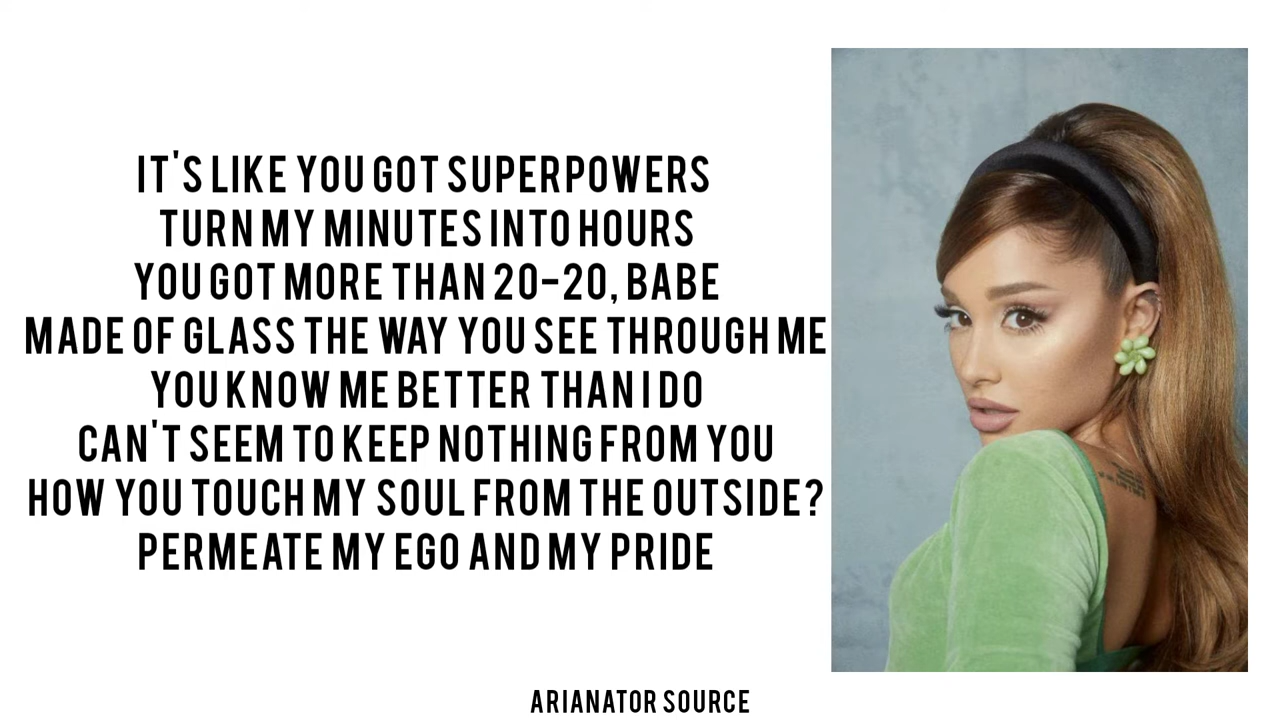 IT'S LIKE YOU GOT SUPERPOWERS
TURN MY MINUTES INTO HOURS
YOU GOT MORE THAN 20-20, BABE
MADE OF GLASS THE WAY YOU SEE THROUGH ME
YOU KNOW ME BETTER THAN I DO
CAN'T SEEM TO KEEP NOTHING FROM YOU
HOW YOU TOUCH MY SOUL FROM THE OUTSIDE?
PERMEATE MY EGO AND MY PRIDE
ARIANATOR SOURCE